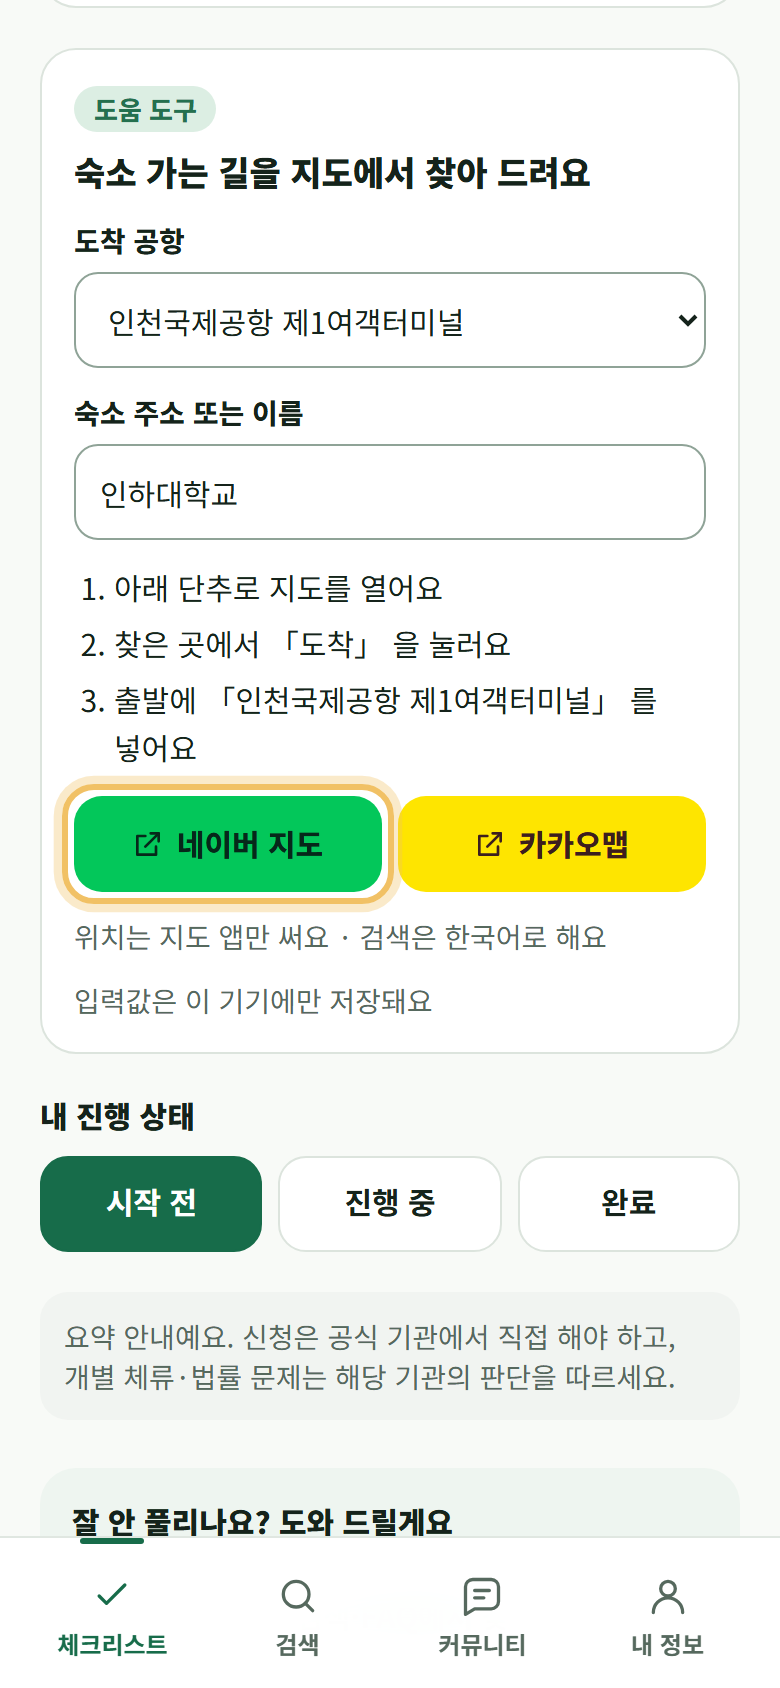 도움 도구
숙소 가는 길을 지도에서 찾아 드려요
도착 공항
인천국제공항 제1여객터미널
숙소 주소 또는 이름
인하대학교
1. 아래 단추로 지도를 열어요
2. 찾은 곳에서 「도착」 을 눌러요
3. 출발에 「인천국제공항 제1여객터미널」 를
넣어요
네이버 지도
카카오맵
위치는 지도 앱만 써요 · 검색은 한국어로 해요
입력값은 이 기기에만 저장돼요
내 진행 상태
시작 전
진행 중
완료
요약 안내예요. 신청은 공식 기관에서 직접 해야 하고,
개별 체류·법률 문제는 해당 기관의 판단을 따르세요.
잘 안 풀리나요? 도와 드릴게요
체크리스트
검색
커뮤니티
내 정보